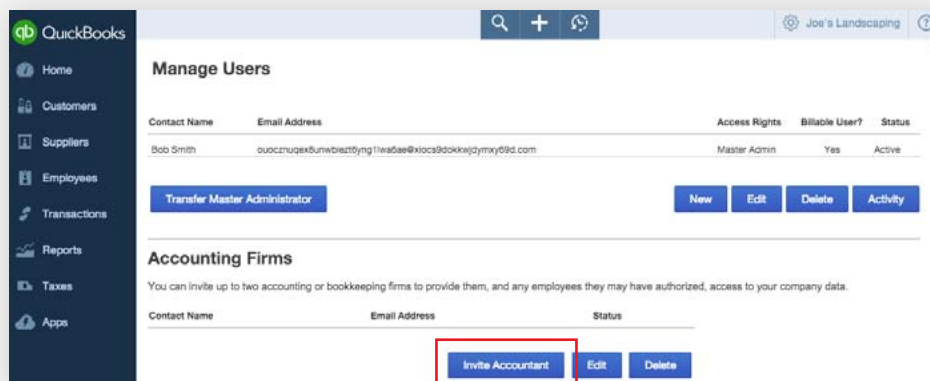 QuickBooks
Joe's Landscaping
Home
Customers
Suppliers
Employees
Transactions
Reports
Taxes
Apps
Manage Users
Contact Name Email Address Access Rights Billable User? Status
Bob Smith Master Admin Yes Active
Transfer Master Administrator New Edit Delete Activity
Accounting Firms
You can invite up to two accounting or bookkeeping firms to provide them, and any employees they may have authorized, access to your company data.
Contact Name Email Address Status
Invite Accountant Edit Delete